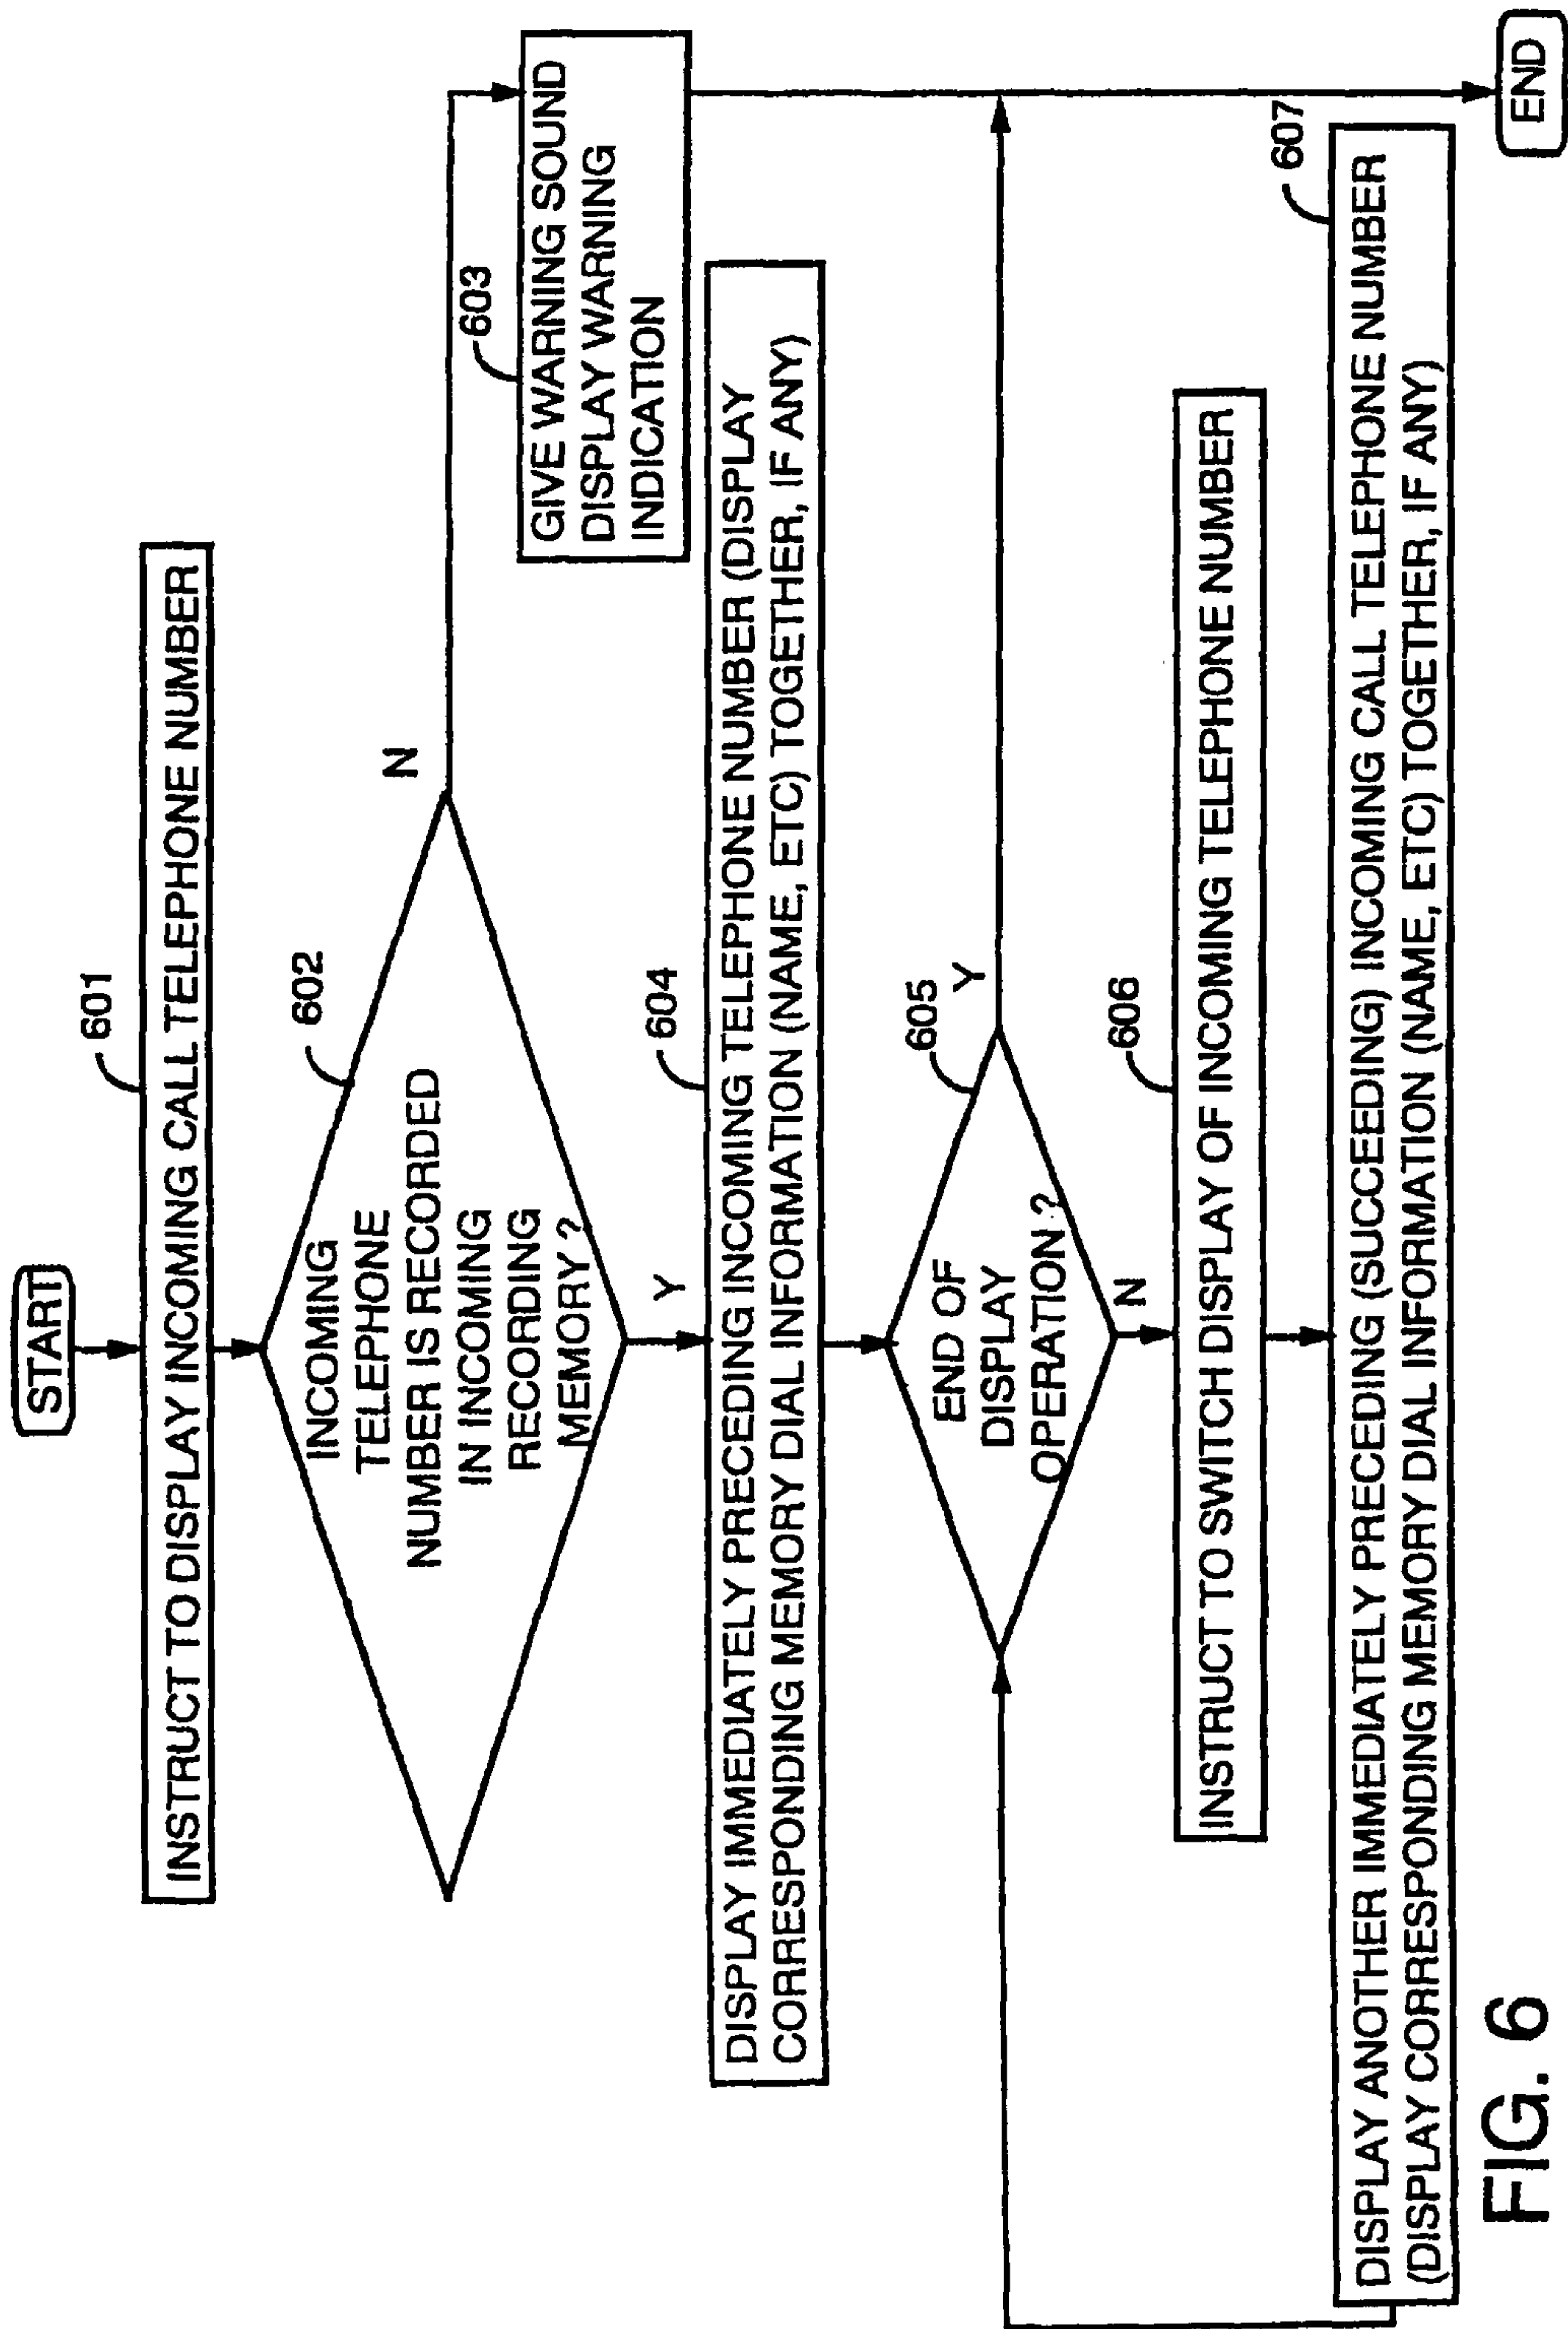 START
601
INSTRUCT TO DISPLAY INCOMING CALL TELEPHONE NUMBER
602
INCOMING
TELEPHONE
NUMBER IS RECORDED
IN INCOMING
RECORDING
MEMORY ?
N
Y
603
GIVE WARNING SOUND
DISPLAY WARNING
INDICATION
604
DISPLAY IMMEDIATELY PRECEDING INCOMING TELEPHONE NUMBER (DISPLAY
CORRESPONDING MEMORY DIAL INFORMATION (NAME, ETC) TOGETHER, IF ANY)
605
END OF
DISPLAY
OPERATION ?
Y
N
606
INSTRUCT TO SWITCH DISPLAY OF INCOMING TELEPHONE NUMBER
607
DISPLAY ANOTHER IMMEDIATELY PRECEDING (SUCCEEDING) INCOMING CALL TELEPHONE NUMBER
(DISPLAY CORRESPONDING MEMORY DIAL INFORMATION (NAME, ETC) TOGETHER, IF ANY)
END
FIG. 6